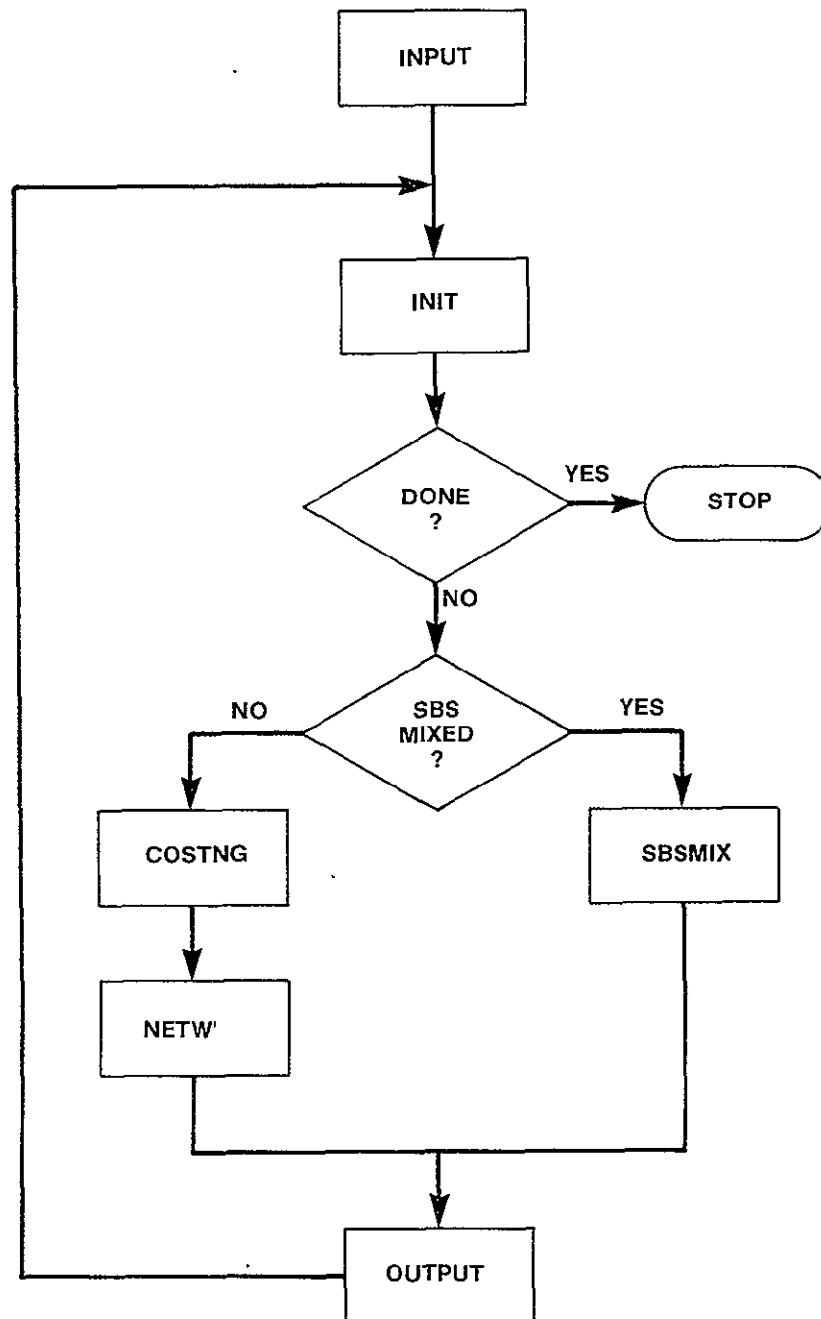 INPUT
INIT
DONE
?
YES
STOP
NO
SBS
MIXED
?
NO
YES
COSTNG
SBSMIX
NETW'
OUTPUT